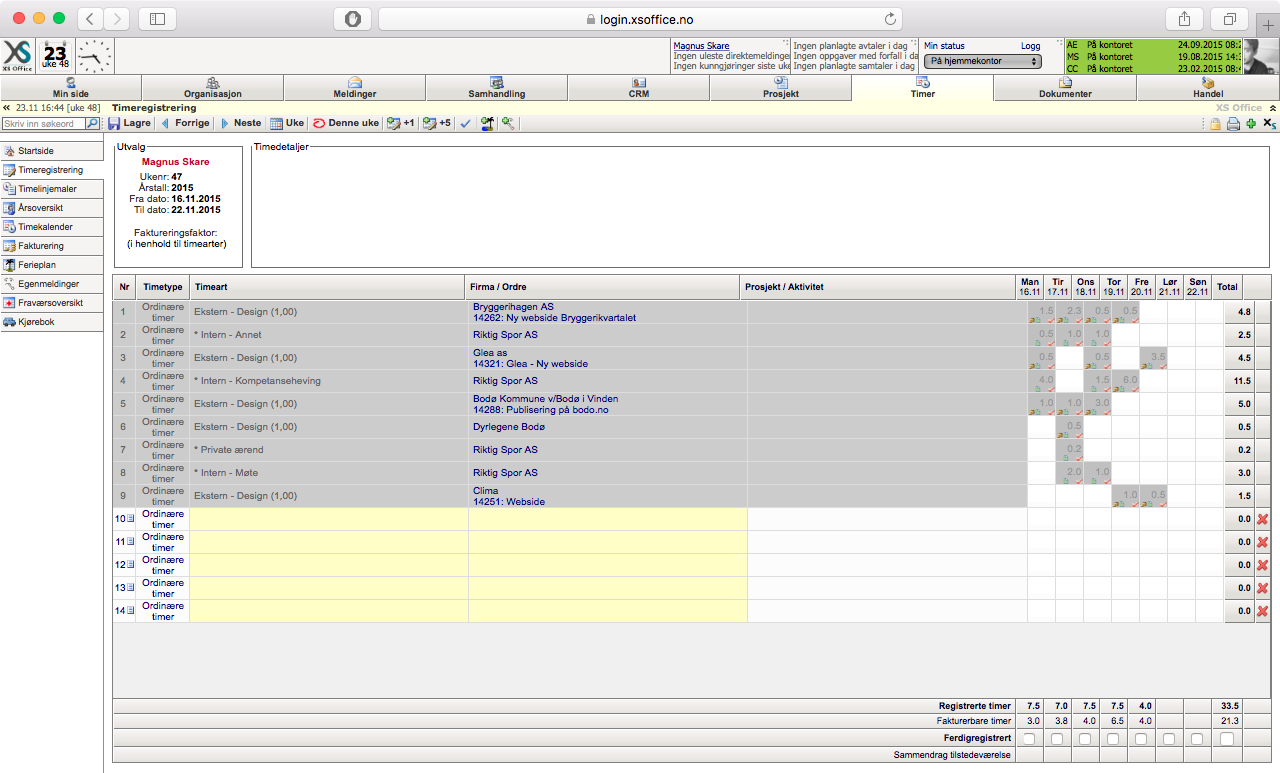 login.xsoffice.no
XS
XS Office
23
uke 48
Magnus Skare
Ingen uleste direktemeldinge
Ingen kunngjøringer siste uk
Ingen planlagte avtaler i dag
Ingen oppgaver med forfall i da
Ingen planlagte samtaler i dag
Min status Logg
På hjemmekontor
AE På kontoret 24.09.2015 08:2
MS På kontoret 19.08.2015 14:3
CC På kontoret 23.02.2015 08:4
Min side Organisasjon Meldinger Samhandling CRM Prosjekt Timer Dokumenter Handel
« 23.11 16:44 [uke 48] Timeregistrering XS Office
Skriv inn søkeord Lagre Forrige Neste Uke Denne uke +1 +5
Startside
Timeregistrering
Timelinjemaler
Årsoversikt
Timekalender
Fakturering
Ferieplan
Egenmeldinger
Fraværsoversikt
Kjørebok
Utvalg
Magnus Skare
Ukenr: 47
Årstall: 2015
Fra dato: 16.11.2015
Til dato: 22.11.2015
Faktureringsfaktor:
(i henhold til timearter)
Timedetaljer
Nr Timetype Timeart Firma / Ordre Prosjekt / Aktivitet Man Tir Ons Tor Fre Lør Søn Total
16.11 17.11 18.11 19.11 20.11 21.11 22.11
1 Ordinære timer Ekstern - Design (1,00) Bryggerihagen AS
14262: Ny webside Bryggerikvartalet 1.5 2.3 0.5 0.5 4.8
2 Ordinære timer * Intern - Annet Riktig Spor AS 0.5 1.0 1.0 2.5
3 Ordinære timer Ekstern - Design (1,00) Glea as
14321: Glea - Ny webside 0.5 0.5 3.5 4.5
4 Ordinære timer * Intern - Kompetanseheving Riktig Spor AS 4.0 1.5 6.0 11.5
5 Ordinære timer Ekstern - Design (1,00) Bodø Kommune v/Bodø i Vinden
14288: Publisering på bodo.no 1.0 1.0 3.0 5.0
6 Ordinære timer Ekstern - Design (1,00) Dyrlegene Bodø 0.5 0.2
7 Ordinære timer * Private ærend Riktig Spor AS 0.2 0.2
8 Ordinære timer * Intern - Møte Riktig Spor AS 2.0 1.0 3.0
9 Ordinære timer Ekstern - Design (1,00) Clima
14251: Webside 1.0 0.5 1.5
10 Ordinære timer 0.0
11 Ordinære timer 0.0
12 Ordinære timer 0.0
13 Ordinære timer 0.0
14 Ordinære timer 0.0
Registrerte timer 7.5 7.0 7.5 7.5 4.0 33.5
Fakturerbare timer 3.0 3.8 4.0 6.5 4.0 21.3
Ferdigregistrert
Sammendrag tilstedeværelse